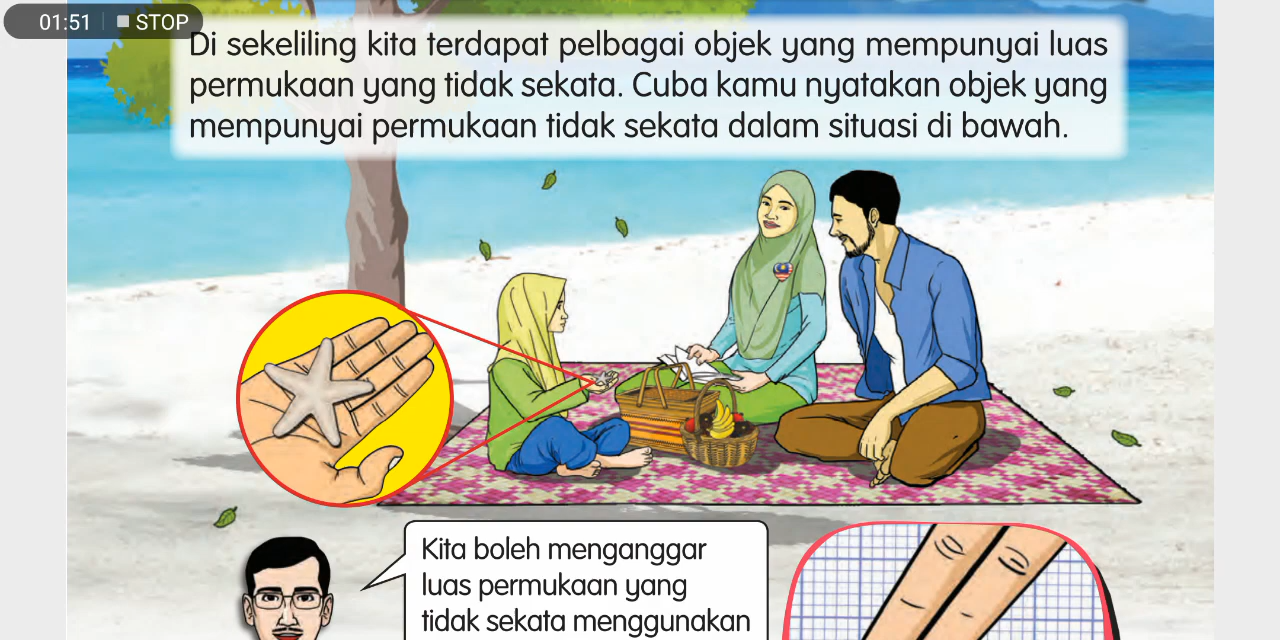 01:51
STOP
Di sekeliling kita terdapat pelbagai objek yang mempunyai luas
permukaan yang tidak sekata. Cuba kamu nyatakan objek yang
mempunyai permukaan tidak sekata dalam situasi di bawah.
Kita boleh menganggar
luas permukaan yang
tidak sekata menggunakan